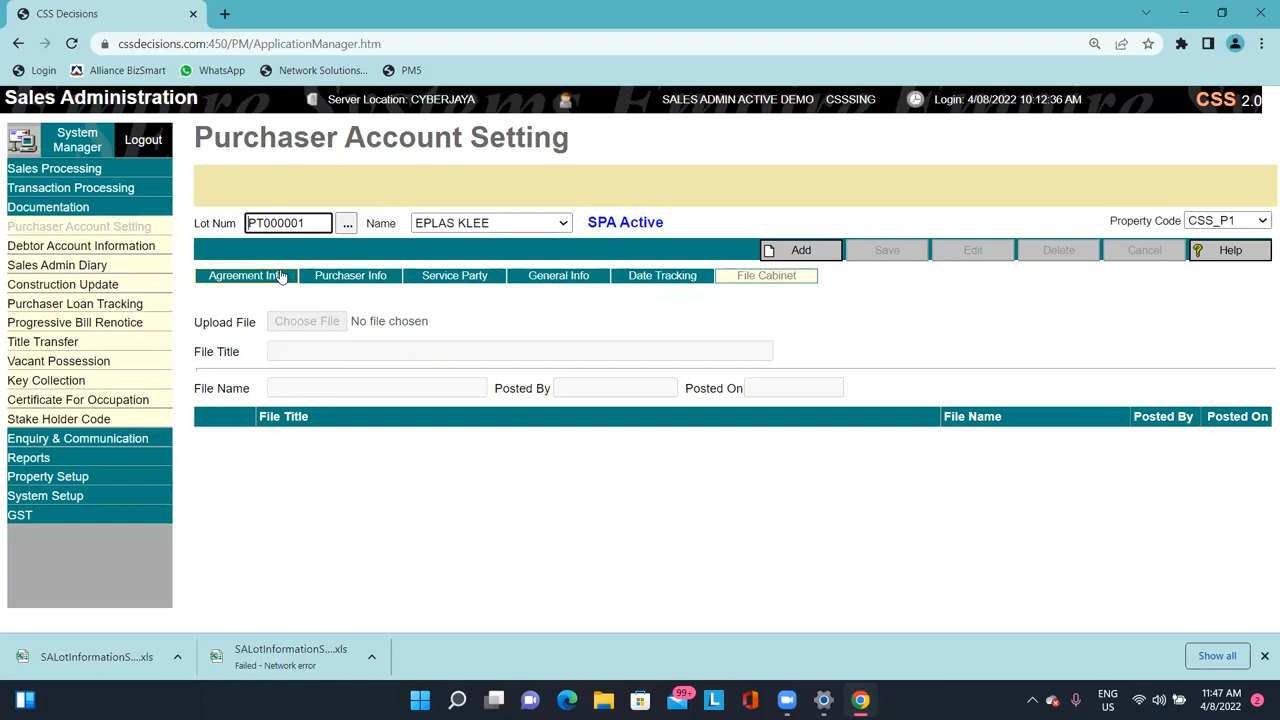 CSS Decisions
cssdecisions.com:450/PM/ApplicationManager.htm
Login
Alliance BizSmart
WhatsApp
Network Solutions...
PM5
Sales Administration
Server Location: CYBERJAYA
SALES ADMIN ACTIVE DEMO
CSSSING
Login: 4/08/2022 10:12:36 AM
CSS 2.0
System Manager
Logout
Sales Processing
Transaction Processing
Documentation
Purchaser Account Setting
Debtor Account Information
Sales Admin Diary
Construction Update
Purchaser Loan Tracking
Progressive Bill Renotice
Title Transfer
Vacant Possession
Key Collection
Certificate For Occupation
Stake Holder Code
Enquiry & Communication
Reports
Property Setup
System Setup
GST
Purchaser Account Setting
Lot Num PT000001 ... Name EPLAS KLEE SPA Active Property Code CSS_P1
Add Save Edit Delete Cancel Help
Agreement Info Purchaser Info Service Party General Info Date Tracking File Cabinet
Upload File Choose File No file chosen
File Title
File Name Posted By Posted On
File Title File Name Posted By Posted On
SALotInformationS....xls
SALotInformationS....xls
Failed - Network error
Show all
99+
ENG
US
11:47 AM
4/8/2022
2